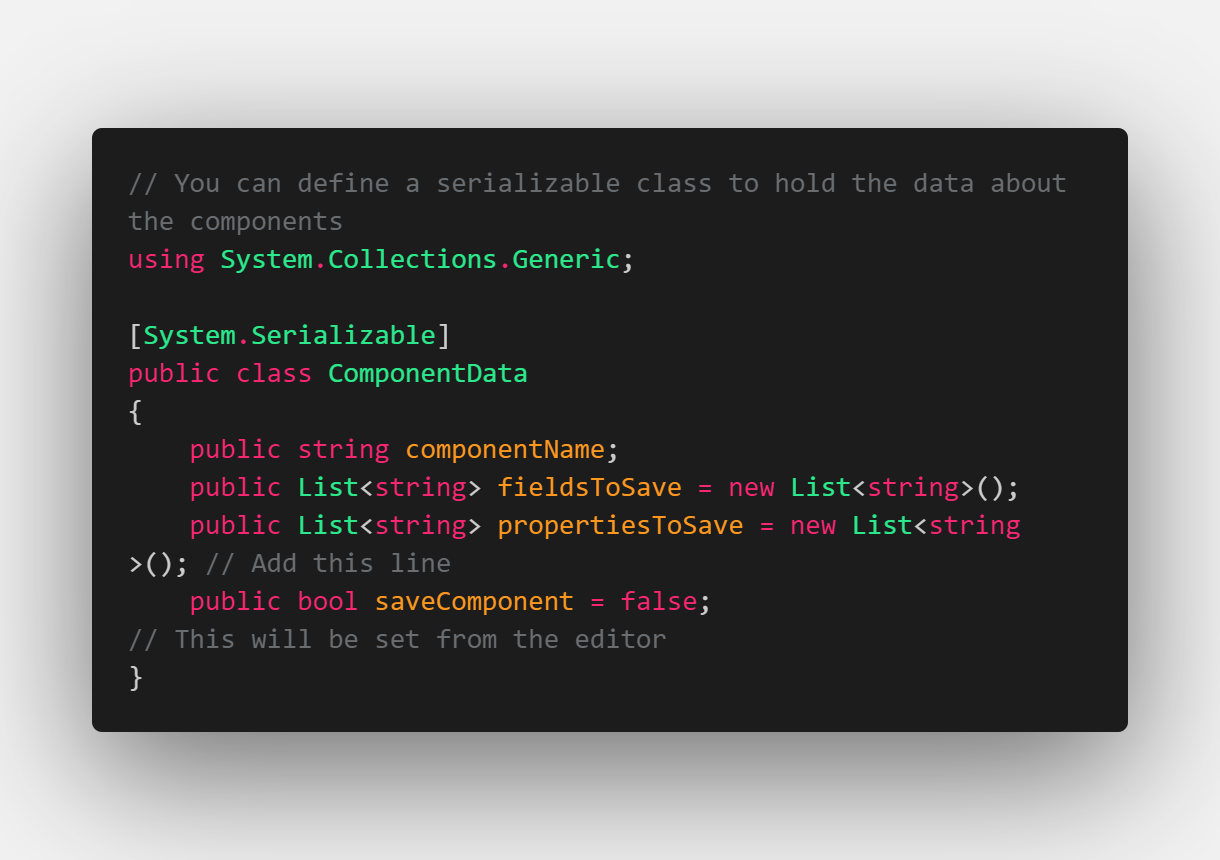 // You can define a serializable class to hold the data about
the components
using System.Collections.Generic;

[System.Serializable]
public class ComponentData
{
    public string componentName;
    public List<string> fieldsToSave = new List<string>();
    public List<string> propertiesToSave = new List<string
>(); // Add this line
    public bool saveComponent = false;
// This will be set from the editor
}